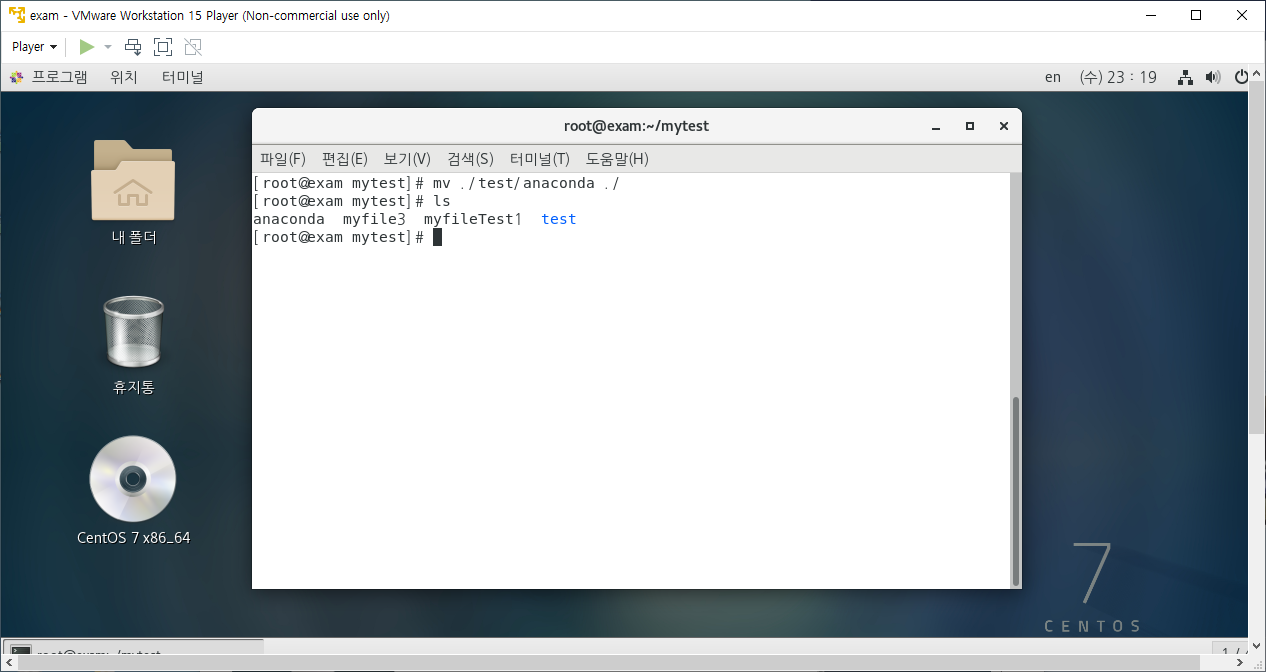 exam - VMware Workstation 15 Player (Non-commercial use only)
Player
프로그램 위치 터미널 en (수) 23 : 19
root@exam:~/mytest
파일(F) 편집(E) 보기(V) 검색(S) 터미널(T) 도움말(H)
[root@exam mytest]# mv ./test/anaconda ./
[root@exam mytest]# ls
anaconda myfile3 myfileTest1 test
[root@exam mytest]#
내 폴더
휴지통
CentOS 7 x86_64
7
CENTOS
root@exam:~/mytest